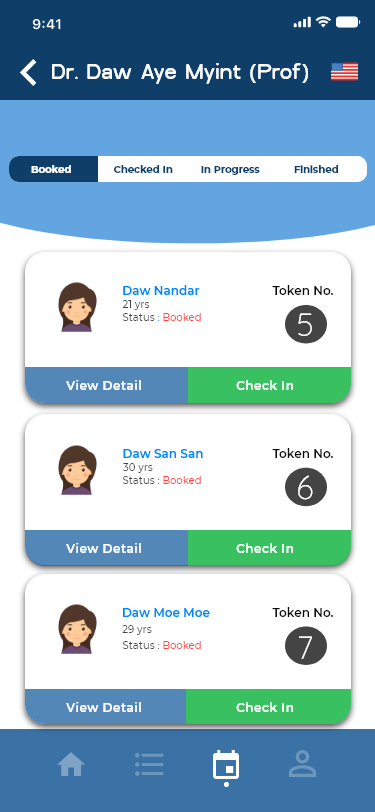 9:41
Dr. Daw Aye Myint (Prof)
Booked Checked In In Progress Finished
Daw Nandar Token No.
21 yrs
Status : Booked 5
View Detail Check In
Daw San San Token No.
30 yrs
Status : Booked 6
View Detail Check In
Daw Moe Moe Token No.
29 yrs
Status : Booked 7
View Detail Check In